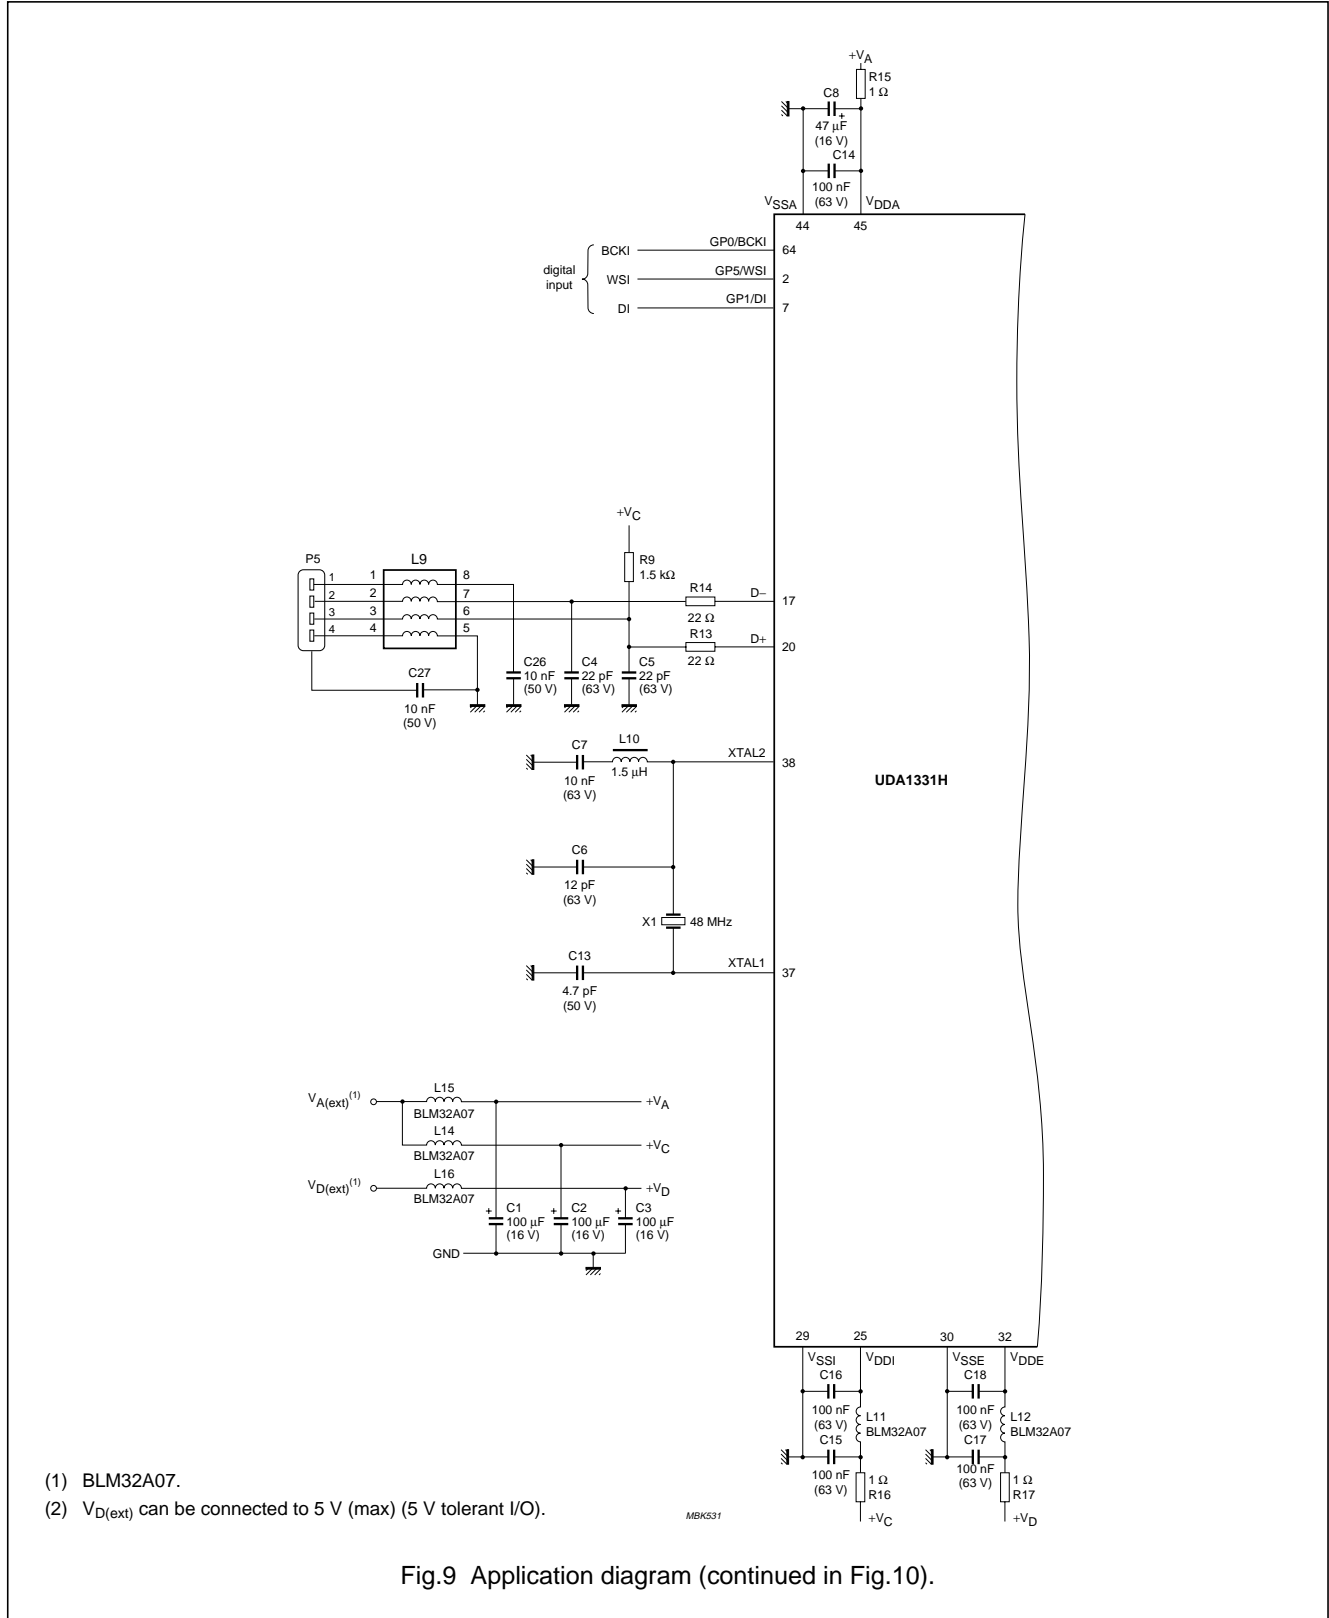 +VA
R15
1 Ω
C8
+
47 µF
(16 V)
C14
100 nF
(63 V)
VSSA
VDDA
44
45
digital
input
BCKI
GP0/BCKI
64
WSI
GP5/WSI
2
DI
GP1/DI
7
+VC
R9
1.5 kΩ
P5
L9
1
1
8
2
2
7
3
3
6
4
4
5
R14
22 Ω
D−
17
R13
22 Ω
D+
20
C27
10 nF
(50 V)
C26
10 nF
(50 V)
C4
22 pF
(63 V)
C5
22 pF
(63 V)
C7
10 nF
(63 V)
L10
1.5 µH
XTAL2
38
UDA1331H
C6
12 pF
(63 V)
X1
48 MHz
C13
4.7 pF
(50 V)
XTAL1
37
VA(ext)(1)
L15
BLM32A07
+VA
L14
BLM32A07
+VC
VD(ext)(1)
L16
BLM32A07
+VD
+
C1
100 µF
(16 V)
+
C2
100 µF
(16 V)
+
C3
100 µF
(16 V)
GND
29
25
30
32
VSSI
VDDI
VSSE
VDDE
C16
100 nF
(63 V)
L11
BLM32A07
C15
100 nF
(63 V)
1 Ω
R16
+VC
C18
100 nF
(63 V)
L12
BLM32A07
C17
100 nF
(63 V)
1 Ω
R17
+VD
(1) BLM32A07.
(2) VD(ext) can be connected to 5 V (max) (5 V tolerant I/O).
MBK531
Fig.9 Application diagram (continued in Fig.10).